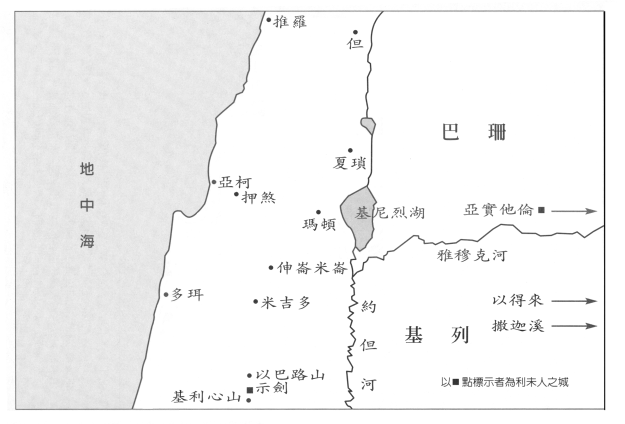 推羅
但
巴珊
夏瑣
地中海
亞柯
押煞
瑪頓
基尼烈湖
亞實他倫
雅穆克河
仲崙米崙
多珥
米吉多
約但河
以得來
撒迦溪
基列
以巴路山
示劍
基利心山
以■點標示者為利未人之城